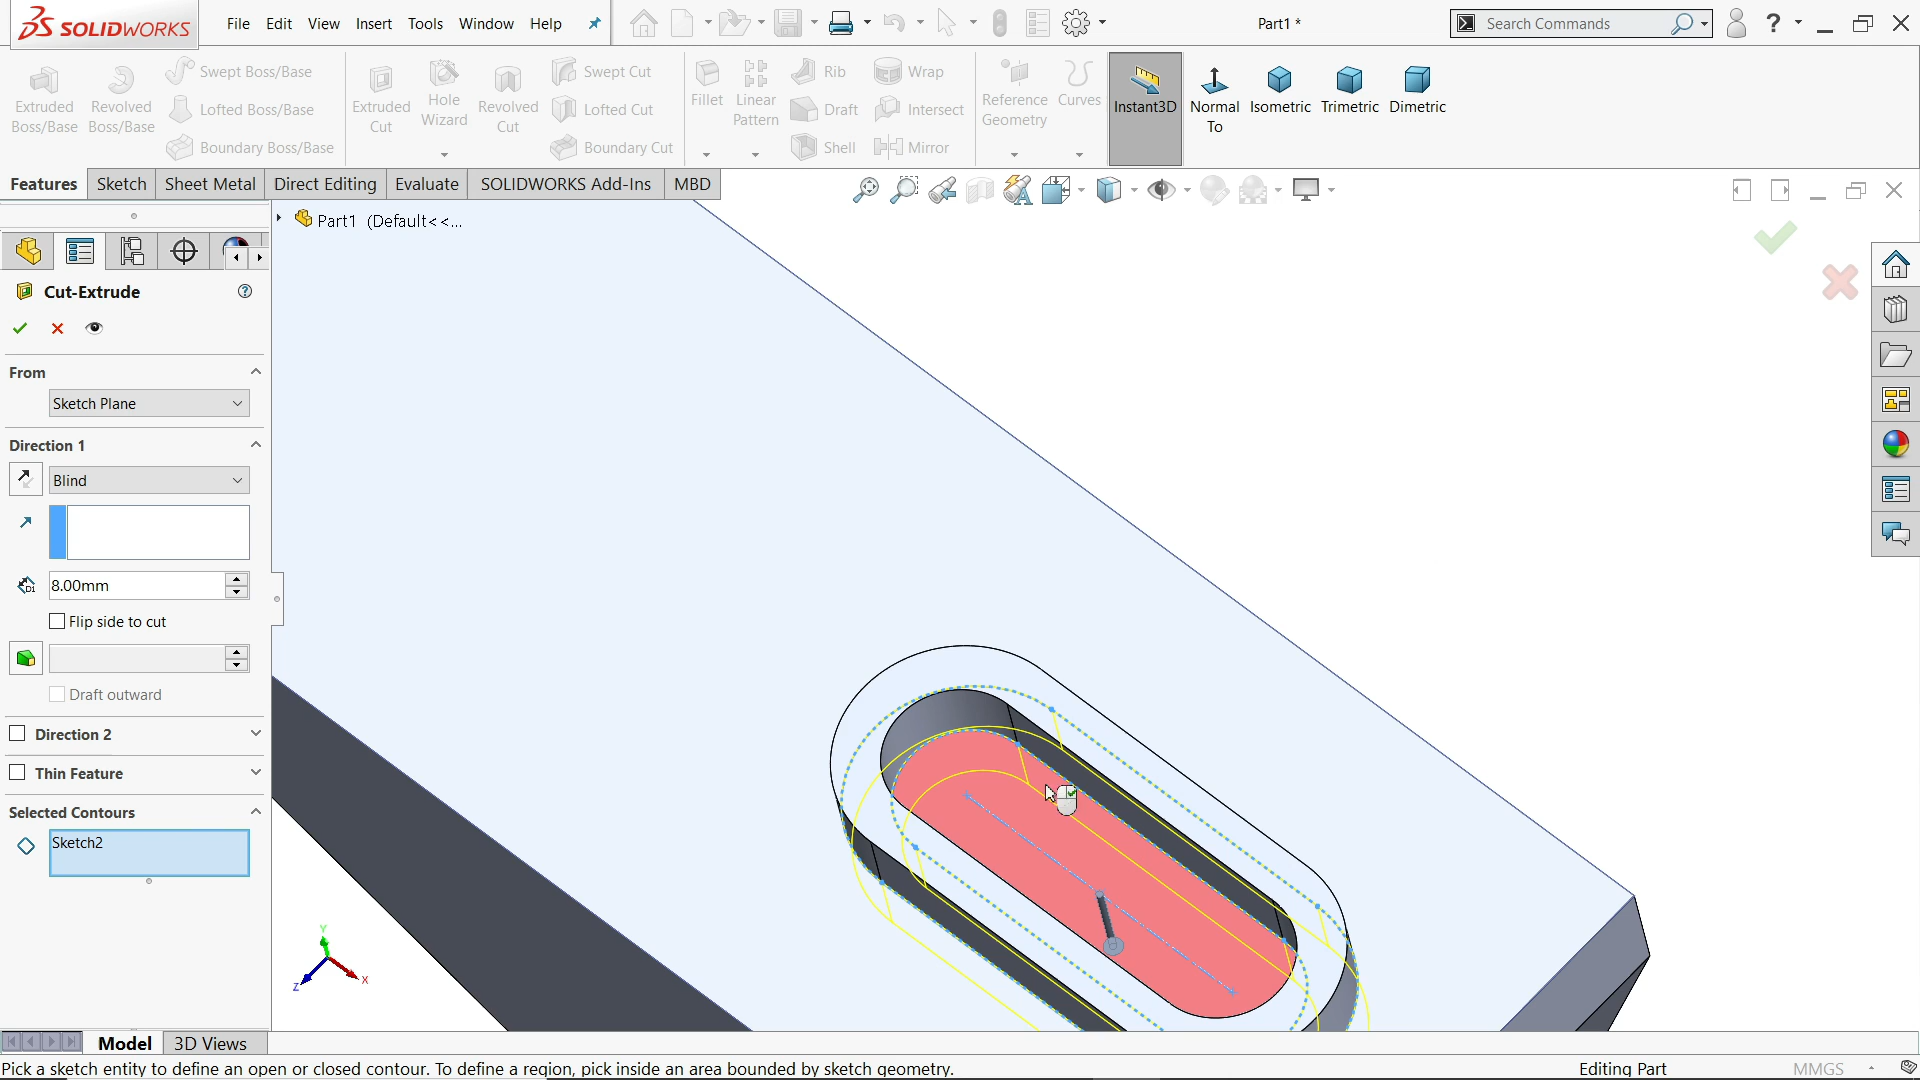 SOLIDWORKS File Edit View Insert Tools Window Help Part1 * Search Commands ?
Extruded Boss/Base
Revolved Boss/Base
Swept Boss/Base
Lofted Boss/Base
Boundary Boss/Base
Extruded Cut
Hole Wizard
Revolved Cut
Swept Cut
Lofted Cut
Boundary Cut
Fillet
Linear Pattern
Rib
Draft
Shell
Wrap
Intersect
Mirror
Reference Geometry
Curves
Instant3D
Normal To
Isometric
Trimetric
Dimetric
Features Sketch Sheet Metal Direct Editing Evaluate SOLIDWORKS Add-Ins MBD
Part1 (Default<<...
Cut-Extrude
From
Sketch Plane
Direction 1
Blind
D1 8.00mm
Flip side to cut
Draft outward
Direction 2
Thin Feature
Selected Contours
Sketch2
Y
Z X
Model 3D Views
Pick a sketch entity to define an open or closed contour. To define a region, pick inside an area bounded by sketch geometry. Editing Part MMGS